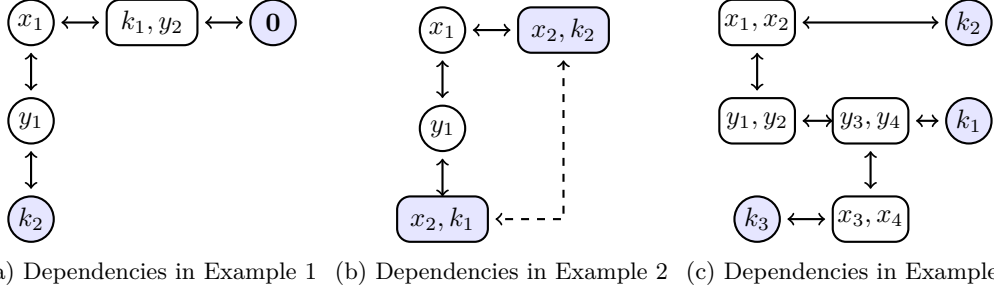 x₁ k₁, y₂ 0
y₁
k₂
a) Dependencies in Example 1
x₁ x₂, k₂
y₁
x₂, k₁
(b) Dependencies in Example 2
x₁, x₂ k₂
y₁, y₂ y₃, y₄ k₁
k₃ x₃, x₄
(c) Dependencies in Example